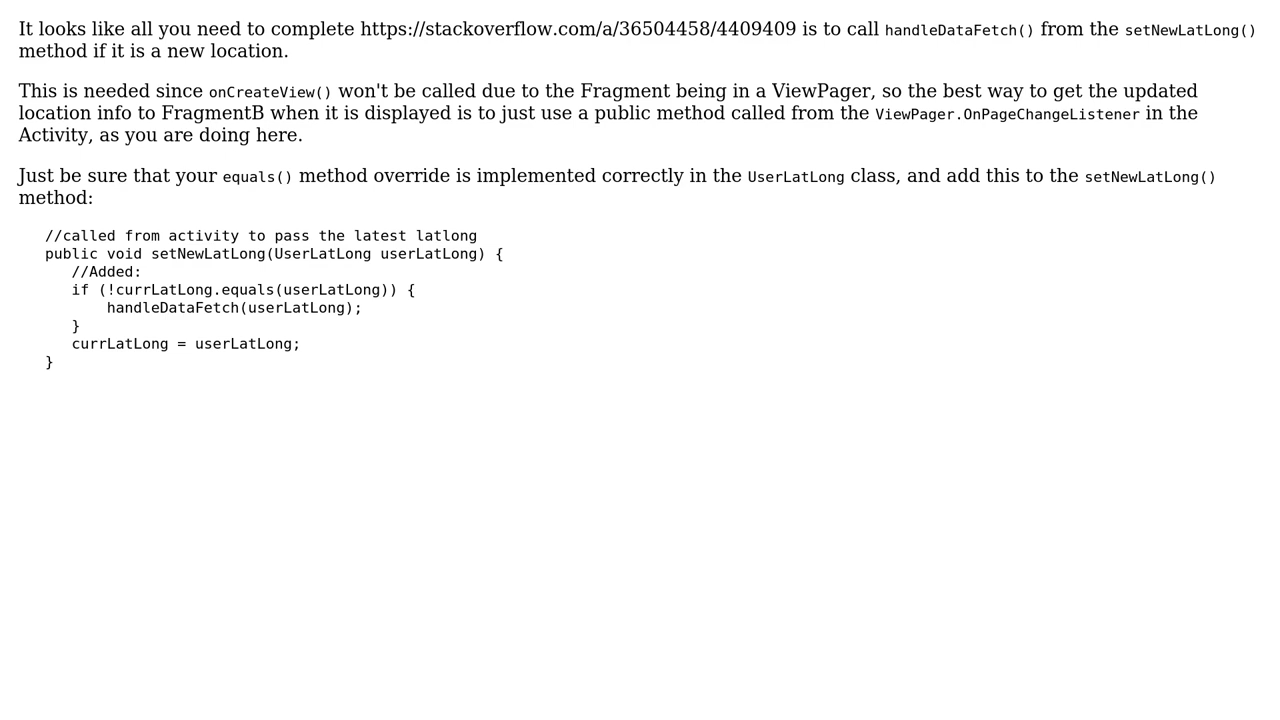 It looks like all you need to complete https://stackoverflow.com/a/36504458/4409409 is to call handleDataFetch() from the setNewLatLong()
method if it is a new location.
This is needed since onCreateView() won't be called due to the Fragment being in a ViewPager, so the best way to get the updated
location info to FragmentB when it is displayed is to just use a public method called from the ViewPager.OnPageChangeListener in the
Activity, as you are doing here.
Just be sure that your equals() method override is implemented correctly in the UserLatLong class, and add this to the setNewLatLong()
method:
//called from activity to pass the latest latlong
public void setNewLatLong(UserLatLong userLatLong) {
   //Added:
   if (!currLatLong.equals(userLatLong)) {
       handleDataFetch(userLatLong);
   }
   currLatLong = userLatLong;
}